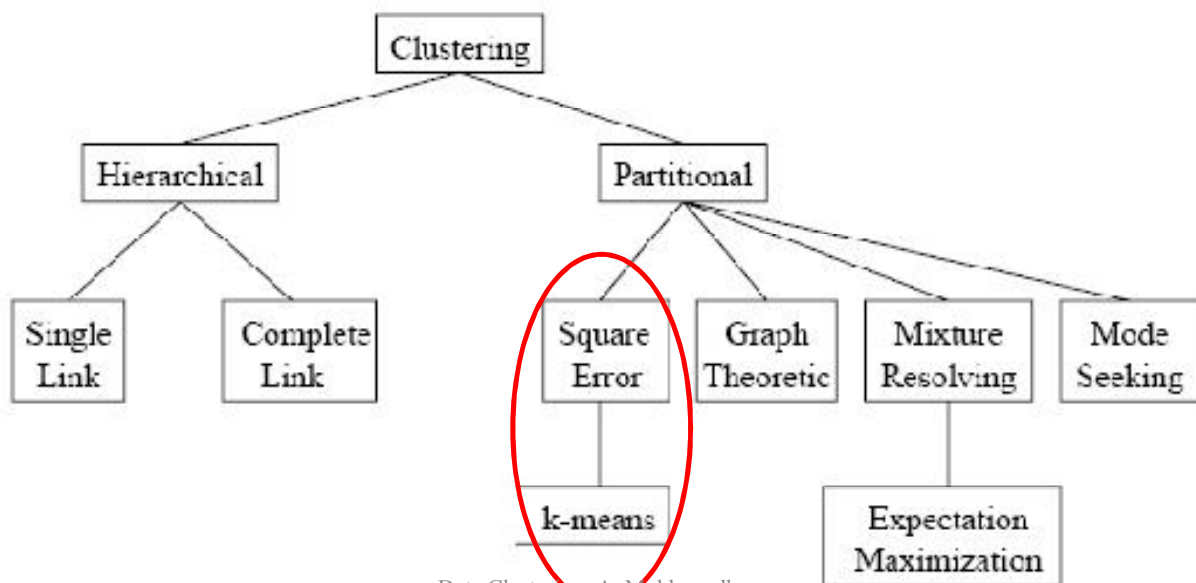 Clustering
Hierarchical
Partitional
Single
Link
Complete
Link
Square
Error
Graph
Theoretic
Mixture
Resolving
Mode
Seeking
k-means
Expectation
Maximization